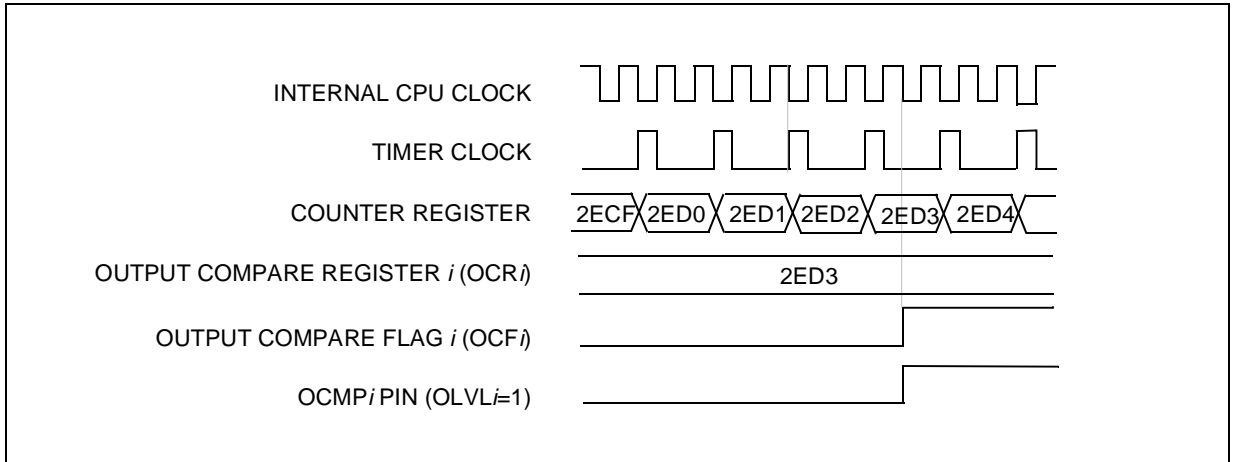 INTERNAL CPU CLOCK
TIMER CLOCK
COUNTER REGISTER 2ECF 2ED0 2ED1 2ED2 2ED3 2ED4
OUTPUT COMPARE REGISTER i (OCRi) 2ED3
OUTPUT COMPARE FLAG i (OCFi)
OCMPi PIN (OLVLi=1)